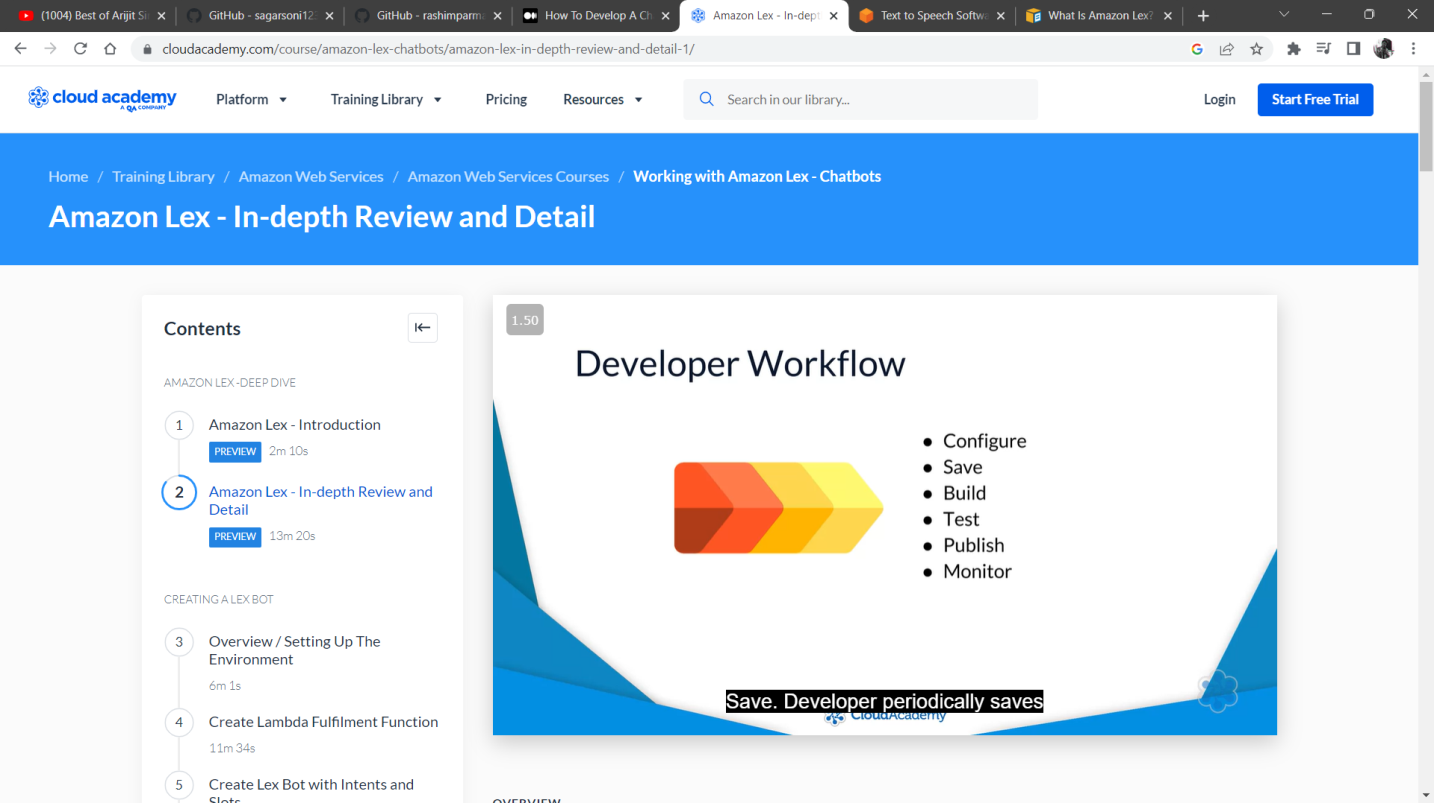 (1004) Best of Arijit Si
GitHub - sagarsoni12
GitHub - rashimparma
How To Develop A Ch
Amazon Lex - In-dept
Text to Speech Softwa
What Is Amazon Lex?
cloudacademy.com/course/amazon-lex-chatbots/amazon-lex-in-depth-review-and-detail-1/
cloud academy
A QA COMPANY
Platform
Training Library
Pricing
Resources
Search in our library...
Login
Start Free Trial
Home / Training Library / Amazon Web Services / Amazon Web Services Courses / Working with Amazon Lex - Chatbots
Amazon Lex - In-depth Review and Detail
Contents
AMAZON LEX -DEEP DIVE
1
Amazon Lex - Introduction
PREVIEW 2m 10s
2
Amazon Lex - In-depth Review and
Detail
PREVIEW 13m 20s
CREATING A LEX BOT
3
Overview / Setting Up The
Environment
6m 1s
4
Create Lambda Fulfilment Function
11m 34s
5
Create Lex Bot with Intents and
Slots
1.50
Developer Workflow
● Configure
● Save
● Build
● Test
● Publish
● Monitor
Save. Developer periodically saves
CloudAcademy
OVERVIEW